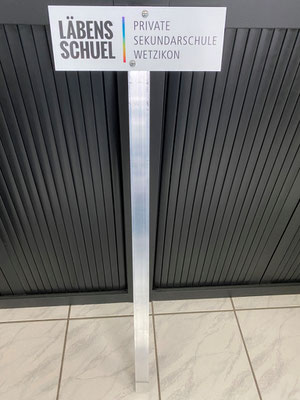 LÄBENS
SCHUEL
PRIVATE
SEKUNDARSCHULE
WETZIKON